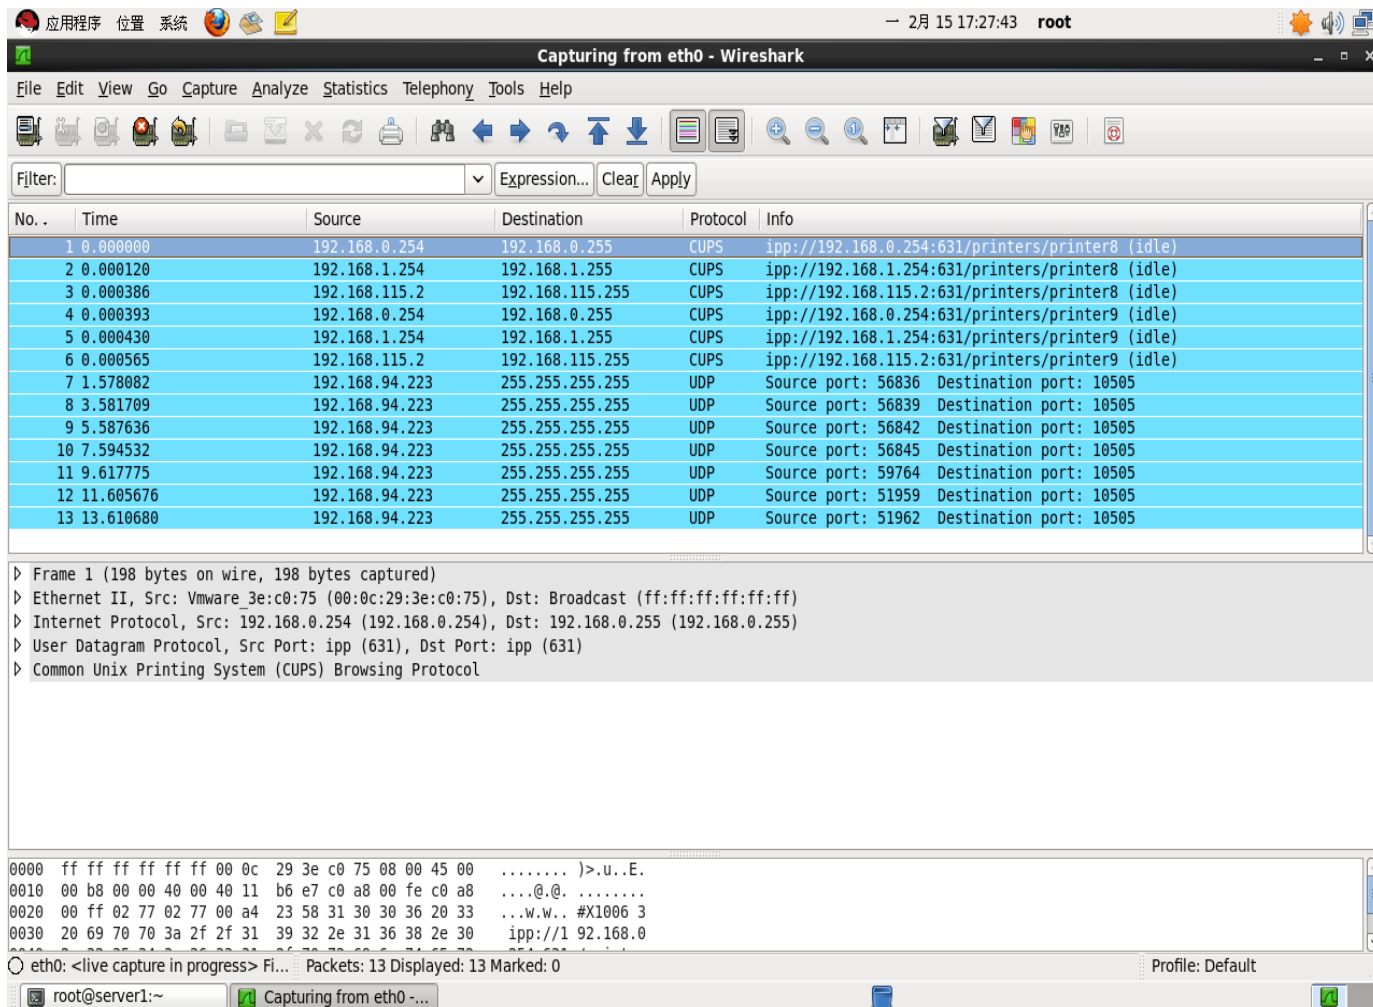 应用程序 位置 系统 一 2月 15 17:27:43 root
Capturing from eth0 - Wireshark
File Edit View Go Capture Analyze Statistics Telephony Tools Help
Filter: Expression... Clear Apply
No. . Time Source Destination Protocol Info
1 0.000000 192.168.0.254 192.168.0.255 CUPS ipp://192.168.0.254:631/printers/printer8 (idle)
2 0.000120 192.168.1.254 192.168.1.255 CUPS ipp://192.168.1.254:631/printers/printer8 (idle)
3 0.000386 192.168.115.2 192.168.115.255 CUPS ipp://192.168.115.2:631/printers/printer8 (idle)
4 0.000393 192.168.0.254 192.168.0.255 CUPS ipp://192.168.0.254:631/printers/printer9 (idle)
5 0.000430 192.168.1.254 192.168.1.255 CUPS ipp://192.168.1.254:631/printers/printer9 (idle)
6 0.000565 192.168.115.2 192.168.115.255 CUPS ipp://192.168.115.2:631/printers/printer9 (idle)
7 1.578082 192.168.94.223 255.255.255.255 UDP Source port: 56836 Destination port: 10505
8 3.581709 192.168.94.223 255.255.255.255 UDP Source port: 56839 Destination port: 10505
9 5.587636 192.168.94.223 255.255.255.255 UDP Source port: 56842 Destination port: 10505
10 7.594532 192.168.94.223 255.255.255.255 UDP Source port: 56845 Destination port: 10505
11 9.617775 192.168.94.223 255.255.255.255 UDP Source port: 59764 Destination port: 10505
12 11.605676 192.168.94.223 255.255.255.255 UDP Source port: 51959 Destination port: 10505
13 13.610680 192.168.94.223 255.255.255.255 UDP Source port: 51962 Destination port: 10505
Frame 1 (198 bytes on wire, 198 bytes captured)
Ethernet II, Src: Vmware_3e:c0:75 (00:0c:29:3e:c0:75), Dst: Broadcast (ff:ff:ff:ff:ff:ff)
Internet Protocol, Src: 192.168.0.254 (192.168.0.254), Dst: 192.168.0.255 (192.168.0.255)
User Datagram Protocol, Src Port: ipp (631), Dst Port: ipp (631)
Common Unix Printing System (CUPS) Browsing Protocol
0000 ff ff ff ff ff ff 00 0c 29 3e c0 75 08 00 45 00 ........ )>.u..E.
0010 00 b8 00 00 40 00 40 11 b6 e7 c0 a8 00 fe c0 a8 ....@.@. ........
0020 00 ff 02 77 02 77 00 a4 23 58 31 30 30 36 20 33 ...w.w.. #X1006 3
0030 20 69 70 70 3a 2f 2f 31 39 32 2e 31 36 38 2e 30 ipp://1 92.168.0
eth0: <live capture in progress> Fi... Packets: 13 Displayed: 13 Marked: 0 Profile: Default
root@server1:~ Capturing from eth0 -...